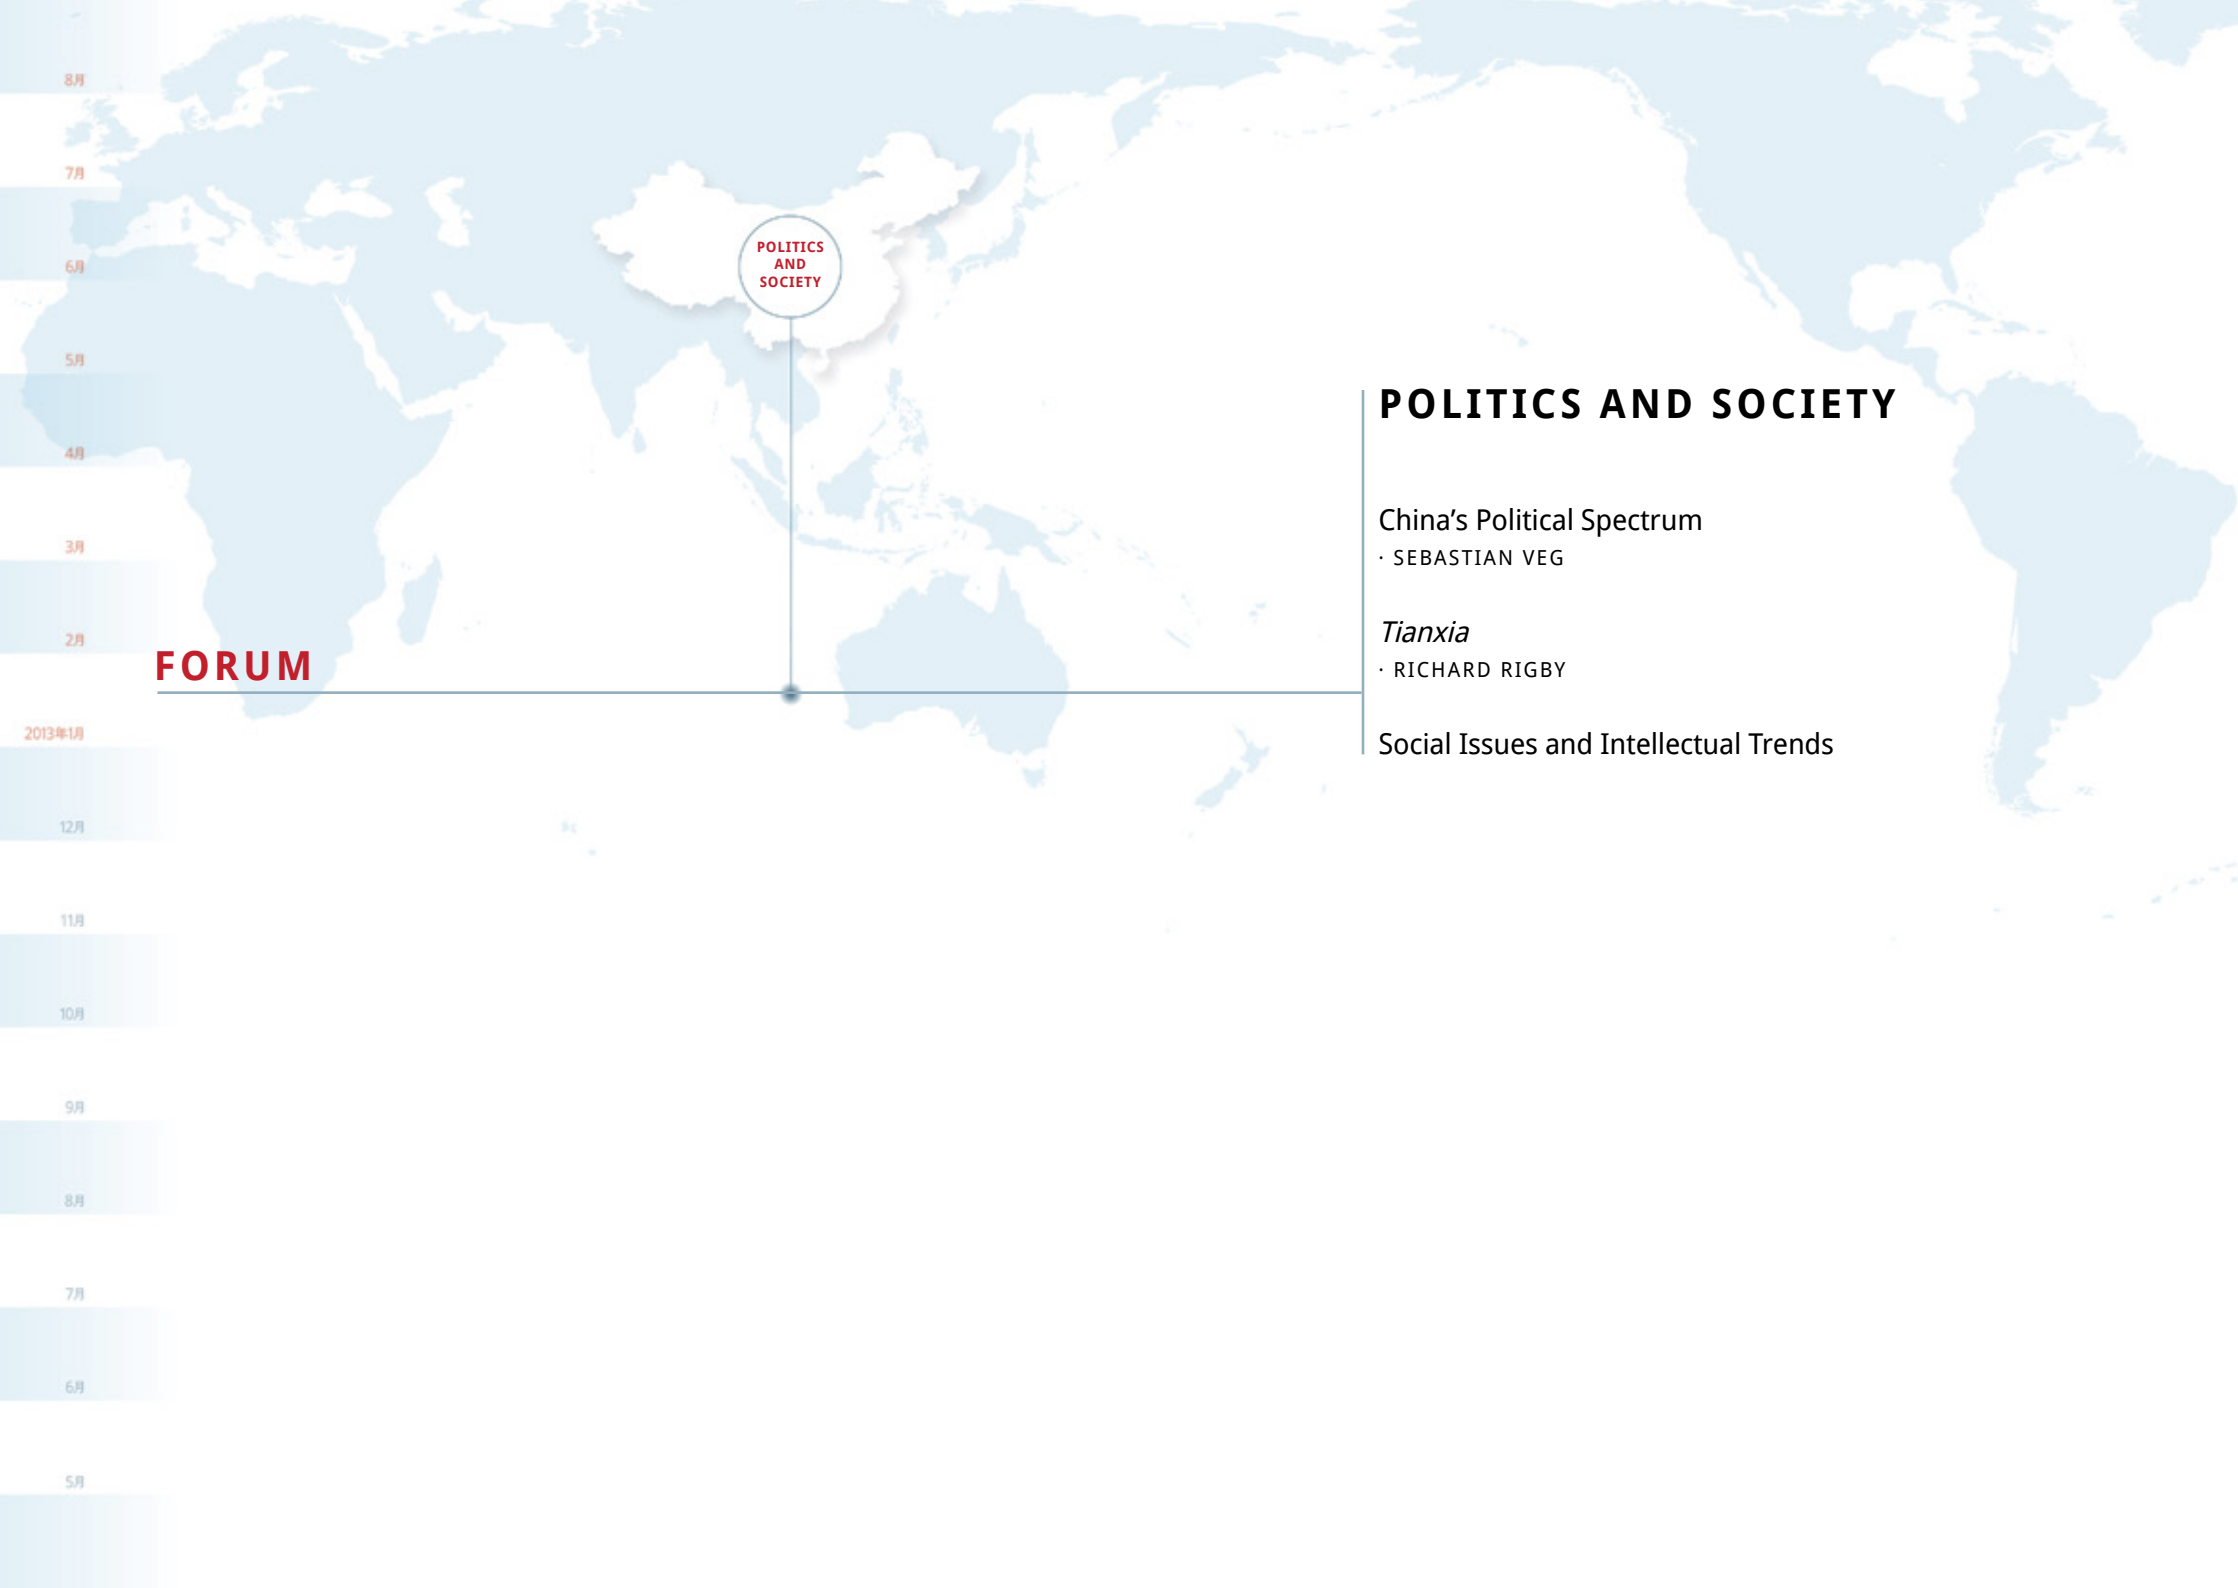 8月
7月
6月
5月
4月
3月
2月
2013年1月
12月
11月
10月
9月
8月
7月
6月
5月
POLITICS
AND
SOCIETY
FORUM
POLITICS AND SOCIETY
China’s Political Spectrum
· SEBASTIAN VEG
Tianxia
· RICHARD RIGBY
Social Issues and Intellectual Trends